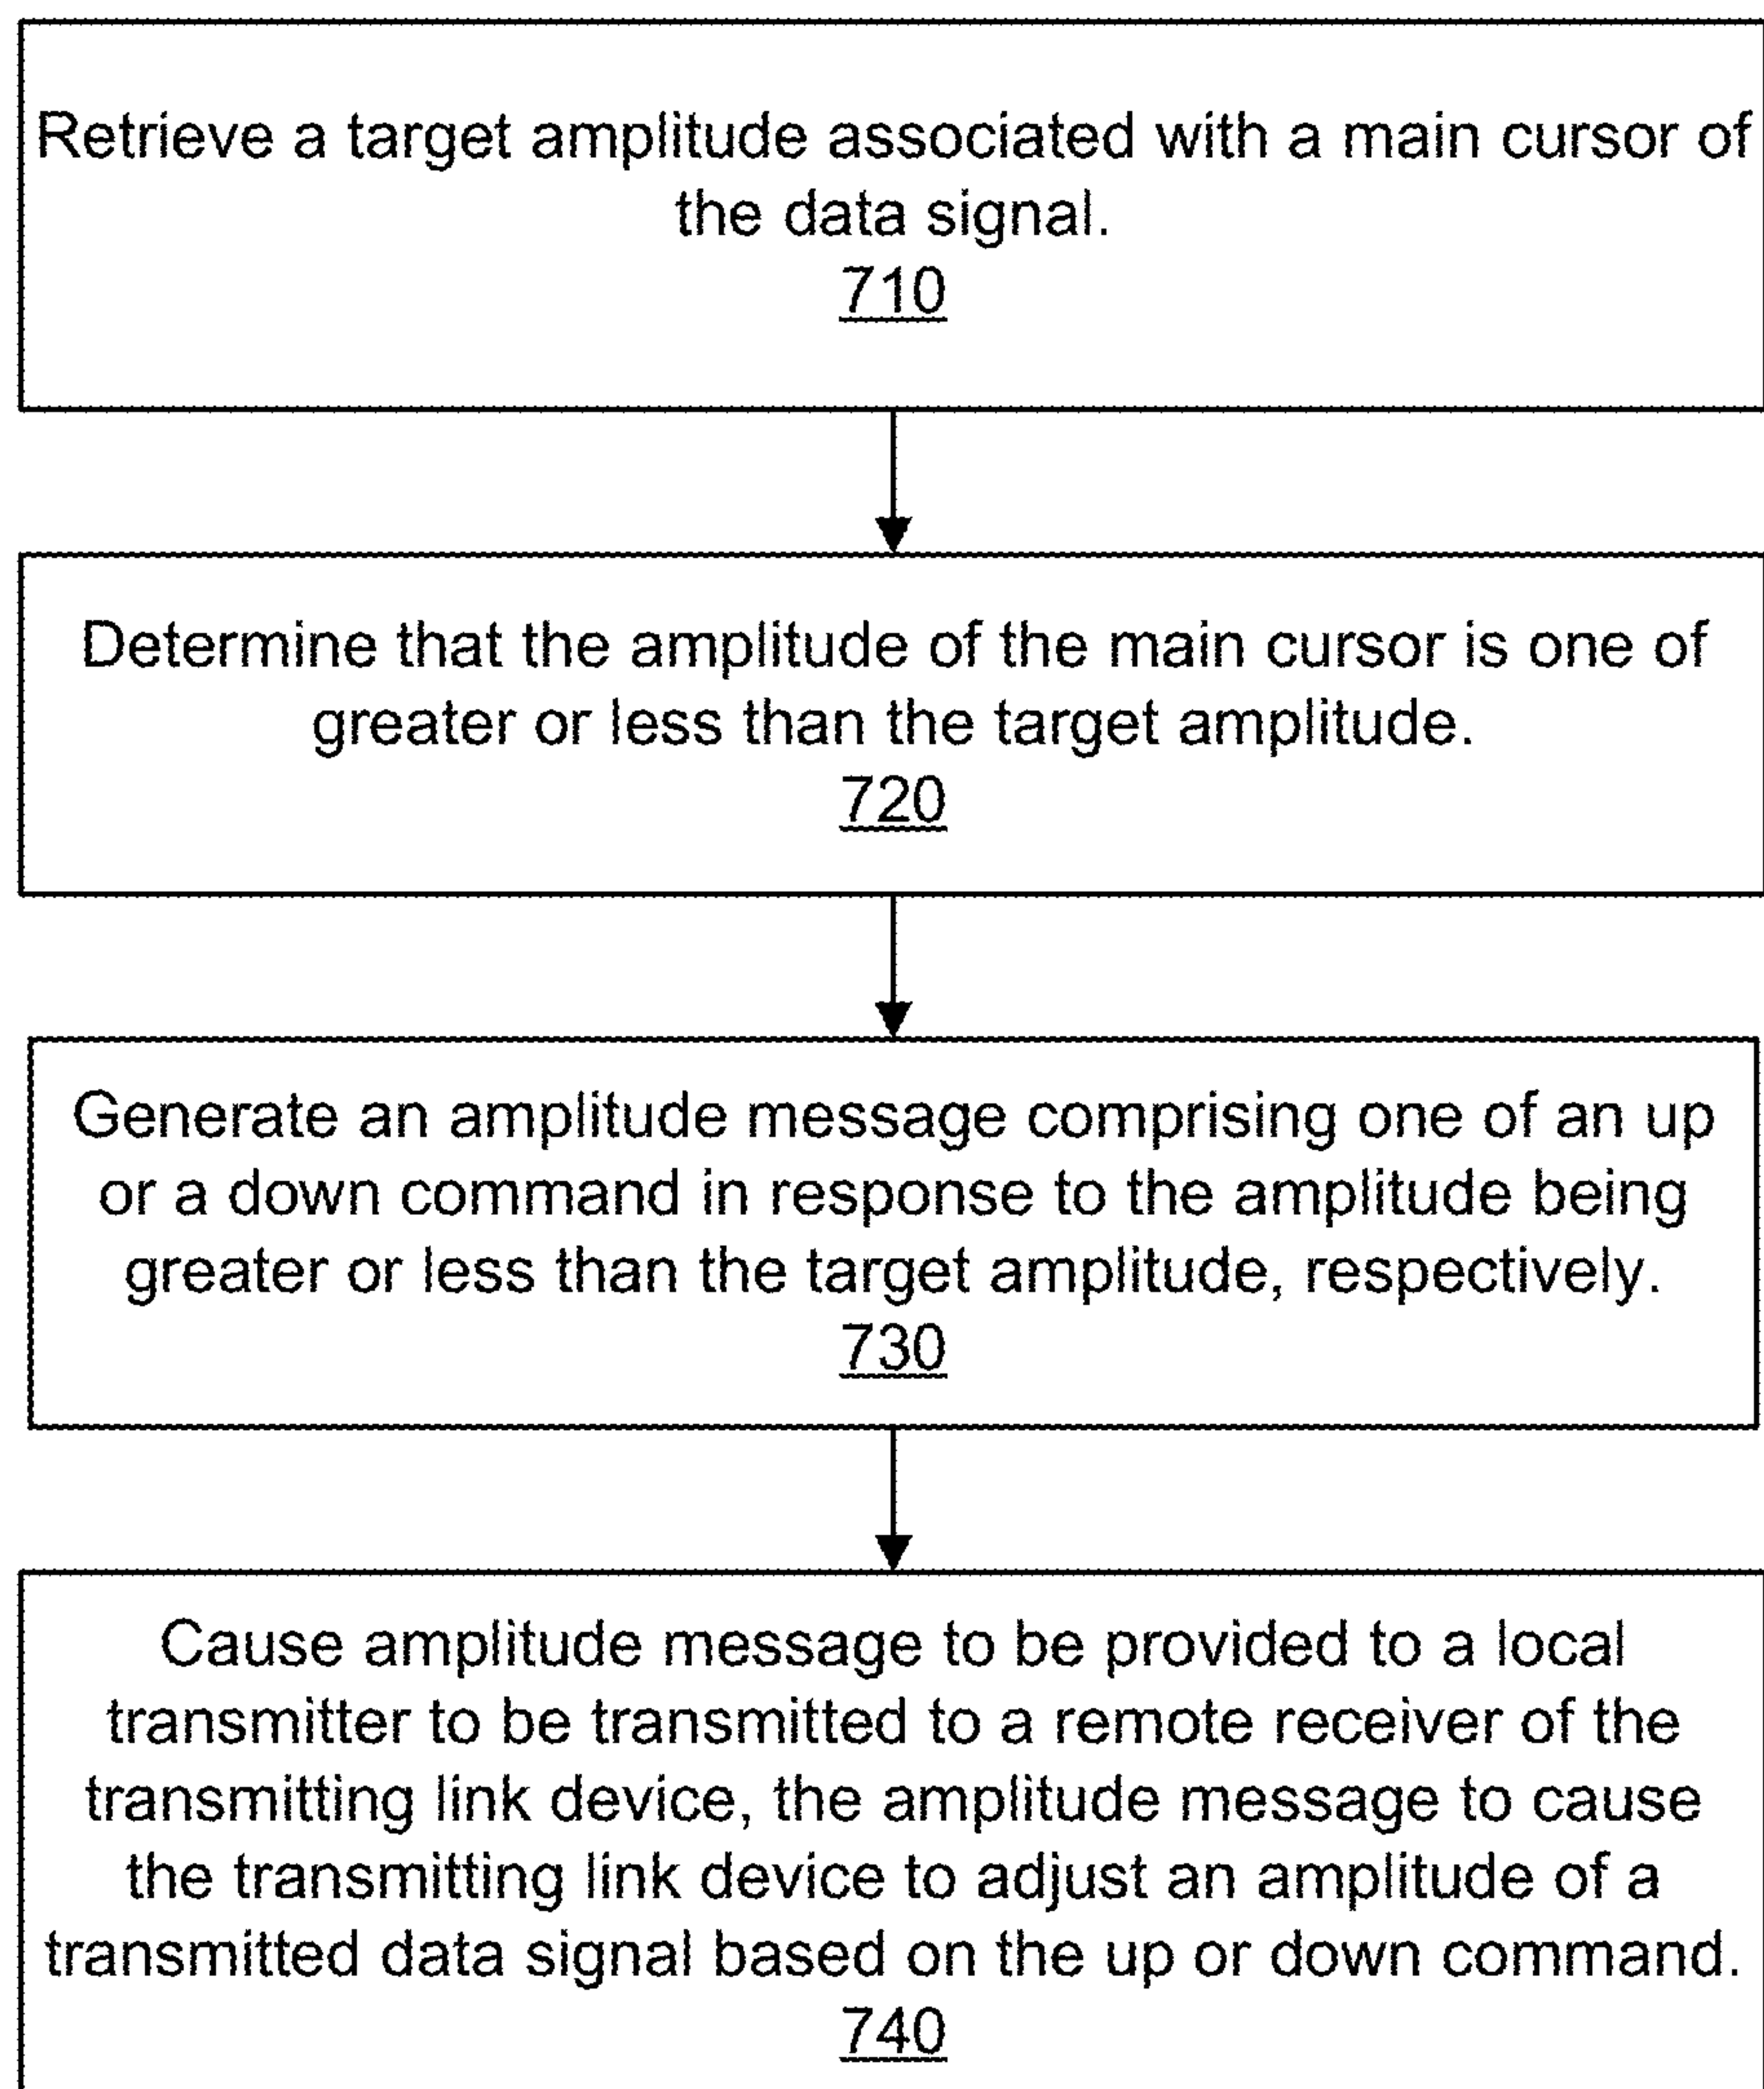 Retrieve a target amplitude associated with a main cursor of
the data signal.
710
Determine that the amplitude of the main cursor is one of
greater or less than the target amplitude.
720
Generate an amplitude message comprising one of an up
or a down command in response to the amplitude being
greater or less than the target amplitude, respectively.
730
Cause amplitude message to be provided to a local
transmitter to be transmitted to a remote receiver of the
transmitting link device, the amplitude message to cause
the transmitting link device to adjust an amplitude of a
transmitted data signal based on the up or down command.
740